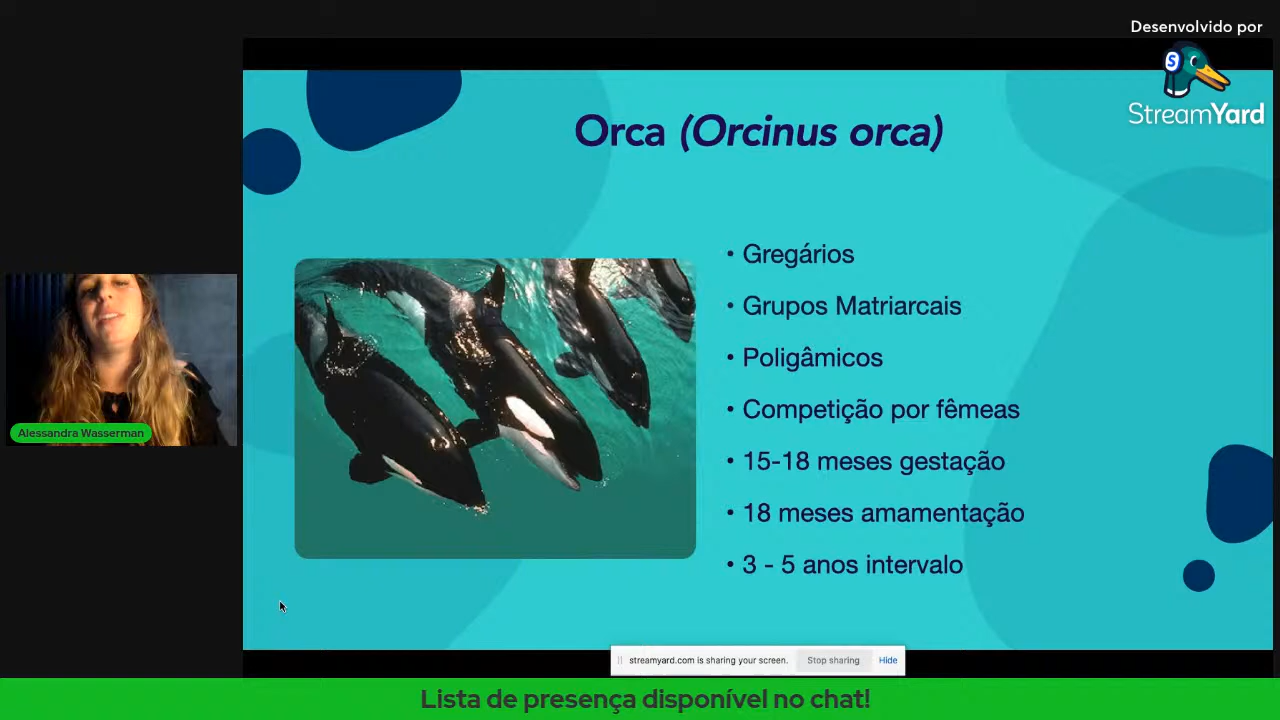 Desenvolvido por
S
StreamYard
Orca (Orcinus orca)
• Gregários
• Grupos Matriarcais
• Poligâmicos
• Competição por fêmeas
• 15-18 meses gestação
• 18 meses amamentação
• 3 - 5 anos intervalo
Alessandra Wasserman
streamyard.com is sharing your screen. Stop sharing Hide
Lista de presença disponível no chat!